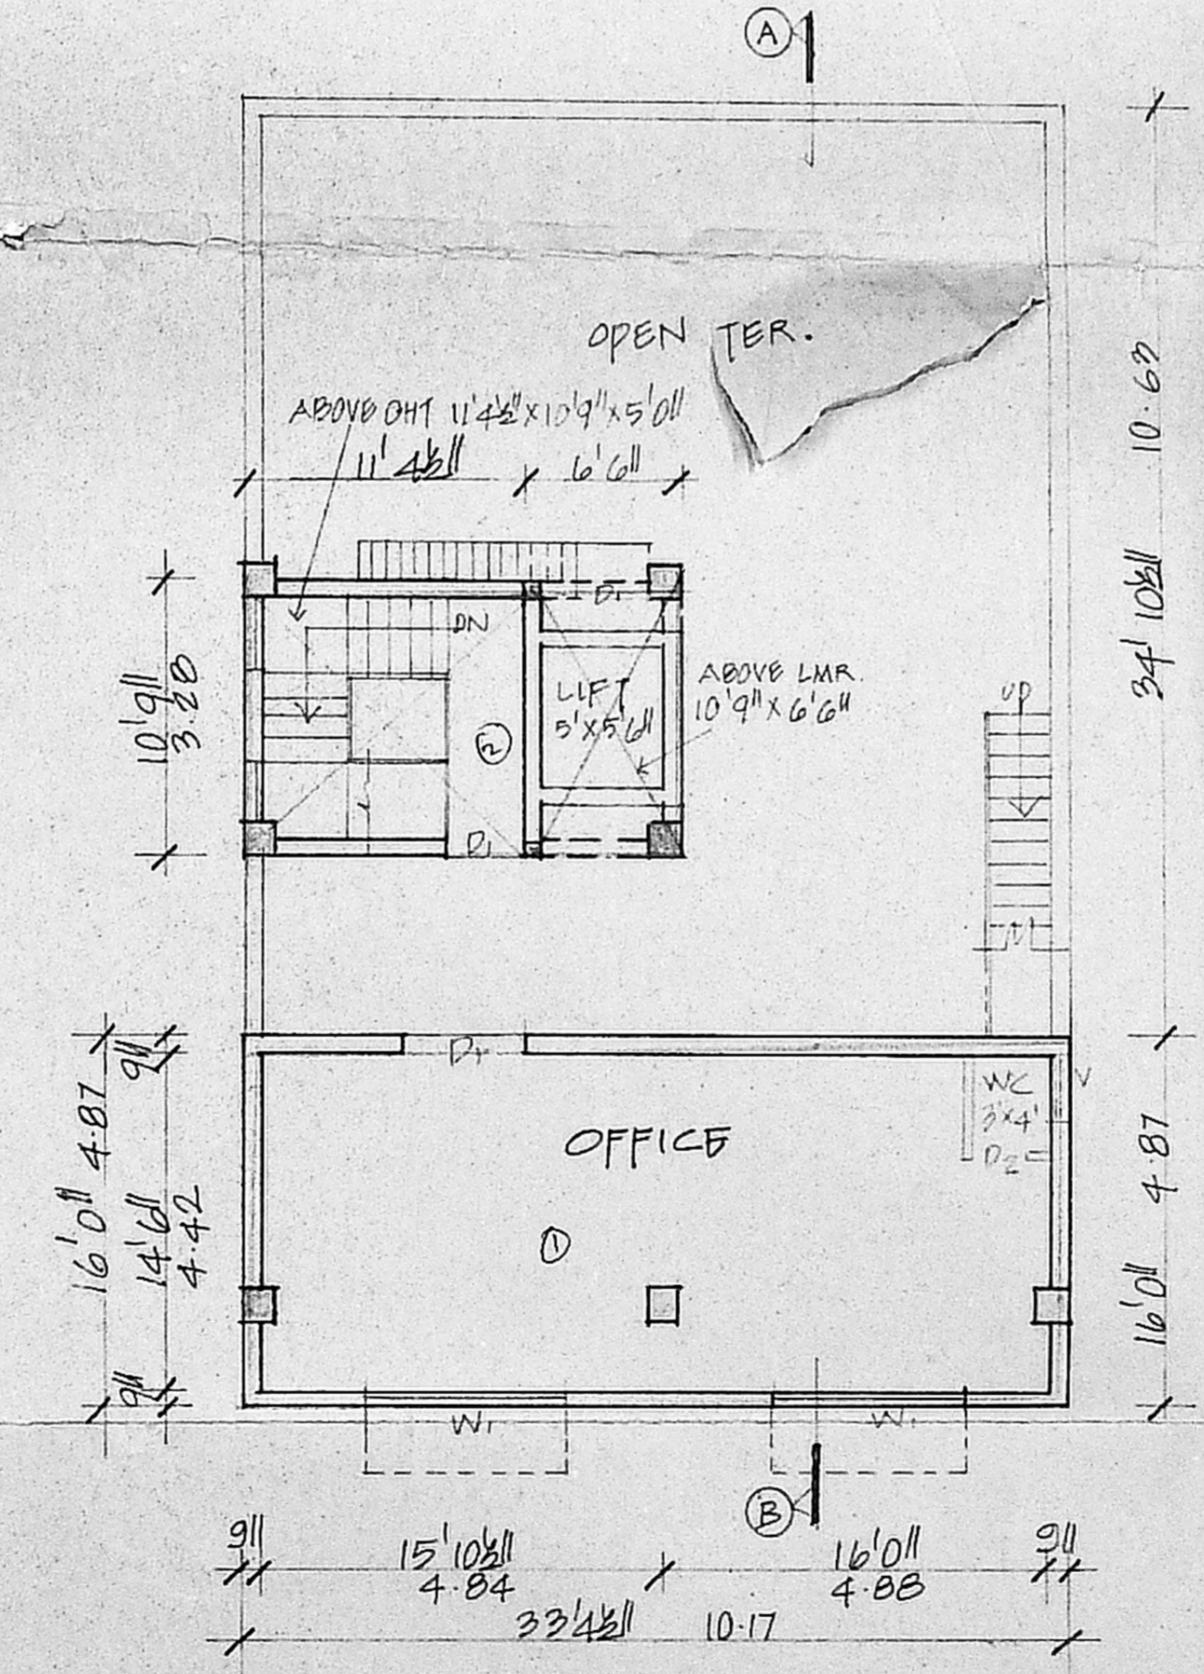 A
OPEN TER.
ABOVE OHT 11'4½"X10'9"X5'0"
11'4½"
6'6"
10.63
34'10½"
10'9"
3.28
DN
D1
LIFT
5'X5'6"
ABOVE LMR.
10'9"X6'6"
UP
2
D1
9"
D1
WC
3'X4'
D2
V
OFFICE
1
16'0" 4.87
14'6"
4.42
9"
16'0" 4.87
W1
W1
B
9"
15'10½"
4.84
16'0"
4.88
9"
33'4½" 10.17